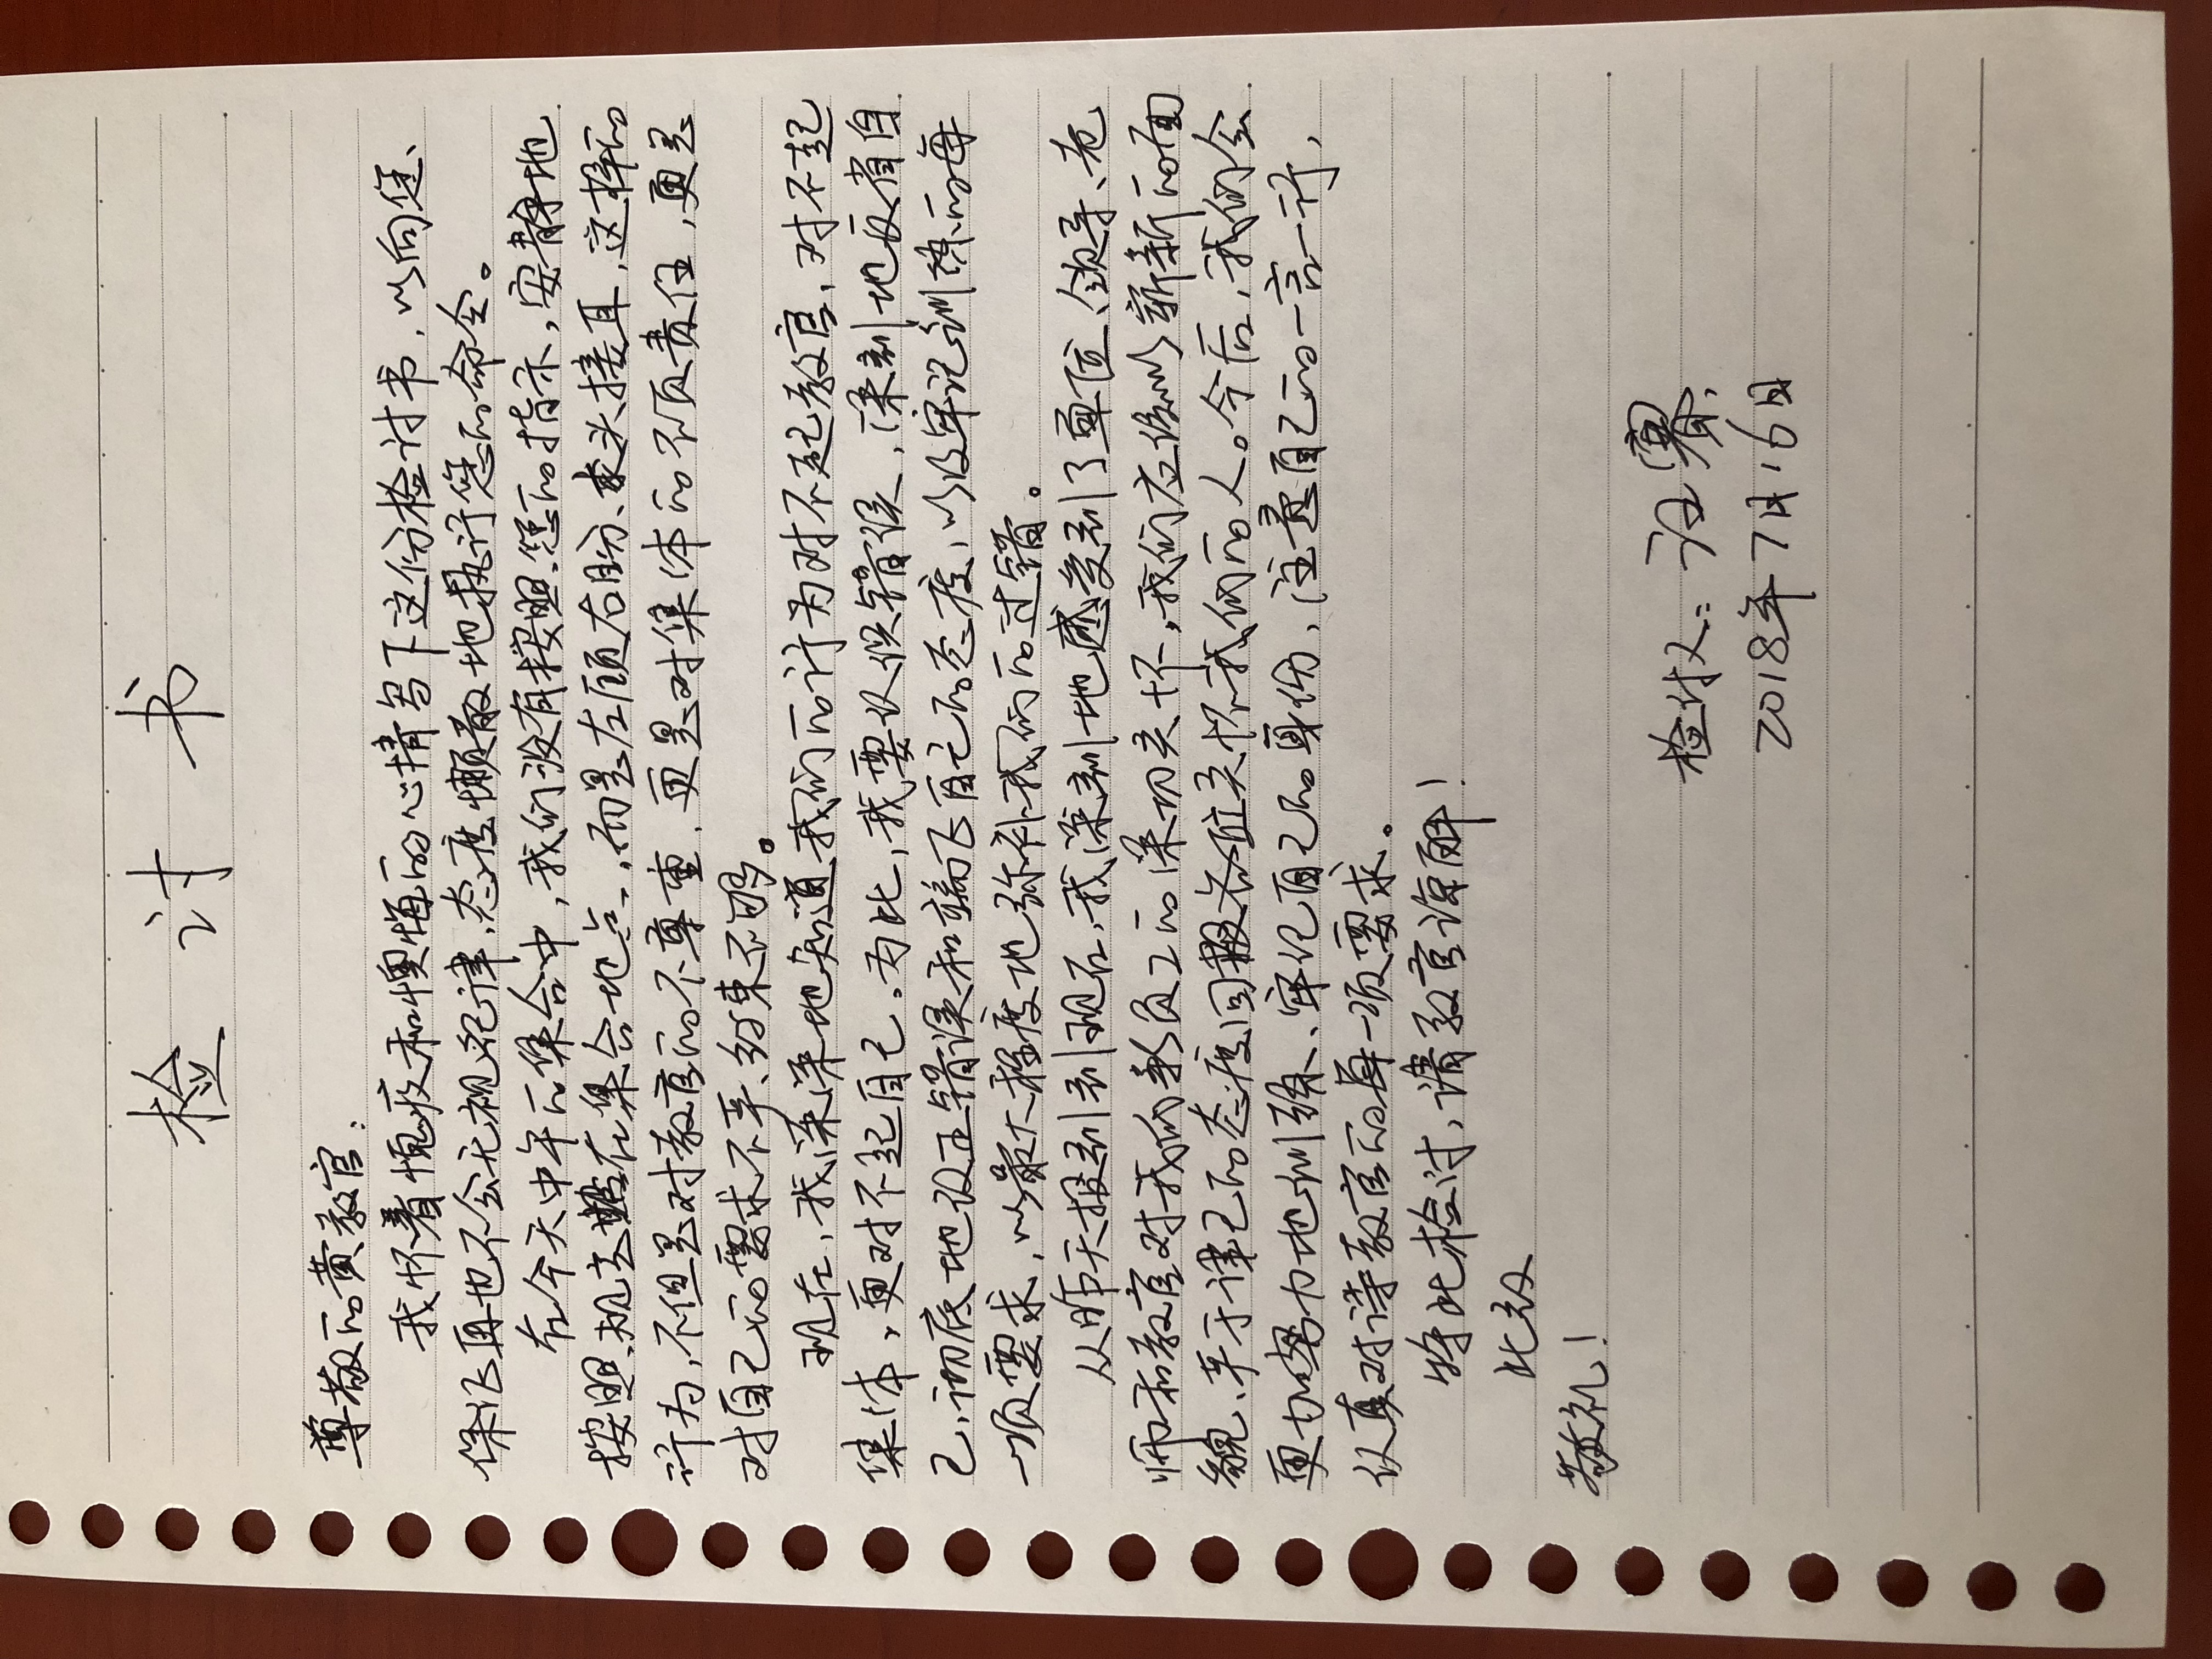 检讨书
尊敬的黄教官：
我怀着愧疚和懊悔的心情写下这份检讨书，以向您
保证再也不会无视纪律，态度懒散地执行您的命令。
在今天中午的集合中，我们没有按照您的指示，安静地
按照规定站在集合地点，而是左顾右盼、交头接耳，这样的
行为，不但是对教官的不尊重，更是对集体的不负责任，更是
对自己的要求不严、约束不够。
现在，我深深地知道我们的行为对不起教官，对不起
集体，更对不起自己。为此，我要认识错误，深刻地反省自
己，彻底地改正错误和端正自己的态度，以及牢记训练的每
一项要求，以最大程度地弥补我们的过错。
从昨天报到到现在，我深刻地感受到了单位、领导、老
师和教官对我们新员工的深切关怀，我们应该以崭新的面
貌、严于律己的态度回报各位关怀我们的人。今后，我们会
更加努力地训练、牢记自己的身份，注意自己的一言一行，
认真对待教官的每一项要求。
特此检讨，请教官谅解！
此致
敬礼！
检讨人：汪赛
2018年7月16日